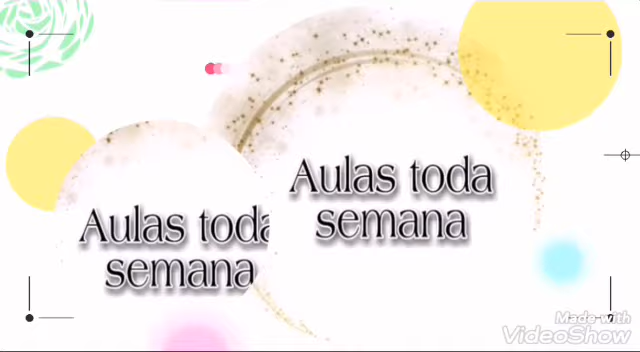 Aulas toda
semana
Aulas toda
semana
Made with
VideoShow